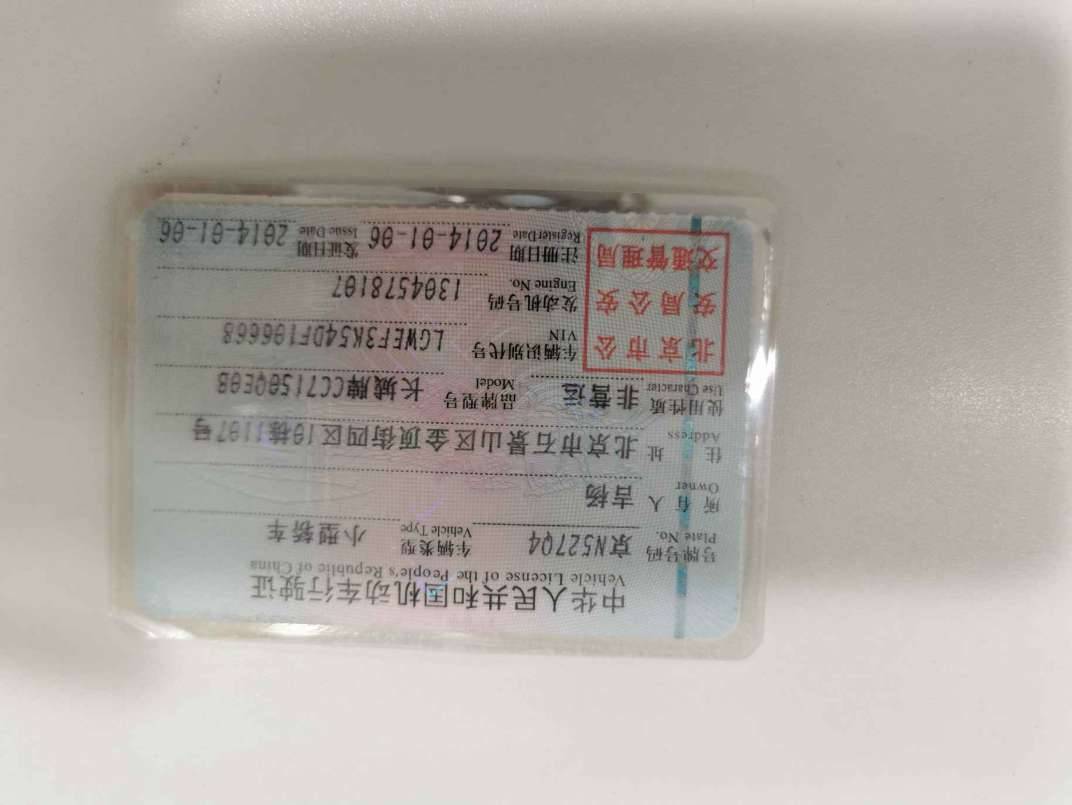 中华人民共和国机动车行驶证
Vehicle License of the People's Republic of China
号牌号码 京N527Q4 车辆类型 小型轿车
Plate No. Vehicle Type
所有人 吉杨
Owner
住址 北京市石景山区金顶街四区10栋1107号
Address
使用性质 非营运 品牌型号 长城牌CC7150QE0B
Use Character Model
北京市公安局公安交通管理局
车辆识别代号 LGWEF3K54DF106668
VIN
发动机号码 1304578107
Engine No.
注册日期 2014-01-06 发证日期 2014-01-06
RegisterDate Issue Date